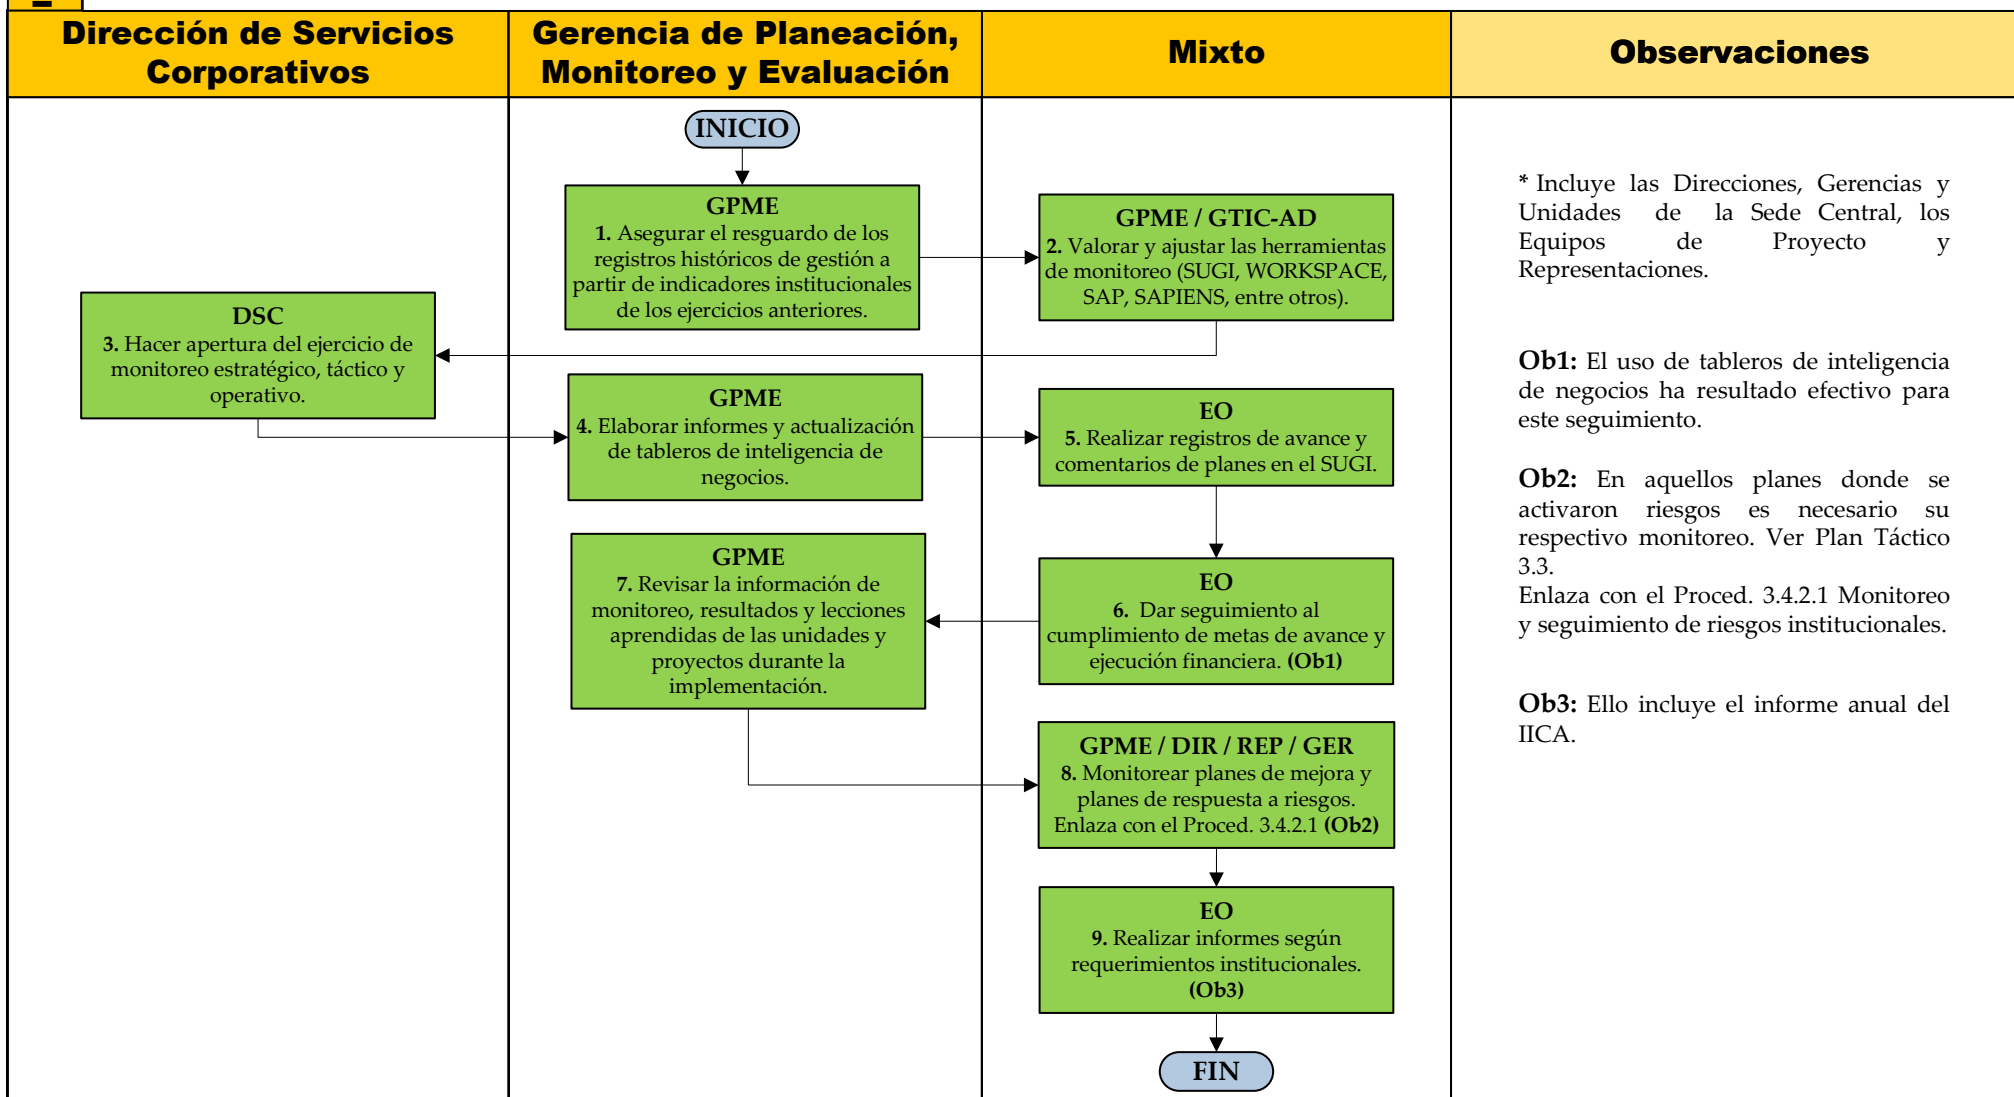 Dirección de Servicios
Corporativos
Gerencia de Planeación,
Monitoreo y Evaluación
Mixto
Observaciones
INICIO
GPME
1. Asegurar el resguardo de los
registros históricos de gestión a
partir de indicadores institucionales
de los ejercicios anteriores.
GPME / GTIC-AD
2. Valorar y ajustar las herramientas
de monitoreo (SUGI, WORKSPACE,
SAP, SAPIENS, entre otros).
DSC
3. Hacer apertura del ejercicio de
monitoreo estratégico, táctico y
operativo.
GPME
4. Elaborar informes y actualización
de tableros de inteligencia de
negocios.
EO
5. Realizar registros de avance y
comentarios de planes en el SUGI.
EO
6. Dar seguimiento al
cumplimiento de metas de avance y
ejecución financiera. (Ob1)
GPME
7. Revisar la información de
monitoreo, resultados y lecciones
aprendidas de las unidades y
proyectos durante la
implementación.
GPME / DIR / REP / GER
8. Monitorear planes de mejora y
planes de respuesta a riesgos.
Enlaza con el Proced. 3.4.2.1 (Ob2)
EO
9. Realizar informes según
requerimientos institucionales.
(Ob3)
FIN
* Incluye las Direcciones, Gerencias y
Unidades de la Sede Central, los
Equipos de Proyecto y
Representaciones.
Ob1: El uso de tableros de inteligencia
de negocios ha resultado efectivo para
este seguimiento.
Ob2: En aquellos planes donde se
activaron riesgos es necesario su
respectivo monitoreo. Ver Plan Táctico
3.3.
Enlaza con el Proced. 3.4.2.1 Monitoreo
y seguimiento de riesgos institucionales.
Ob3: Ello incluye el informe anual del
IICA.